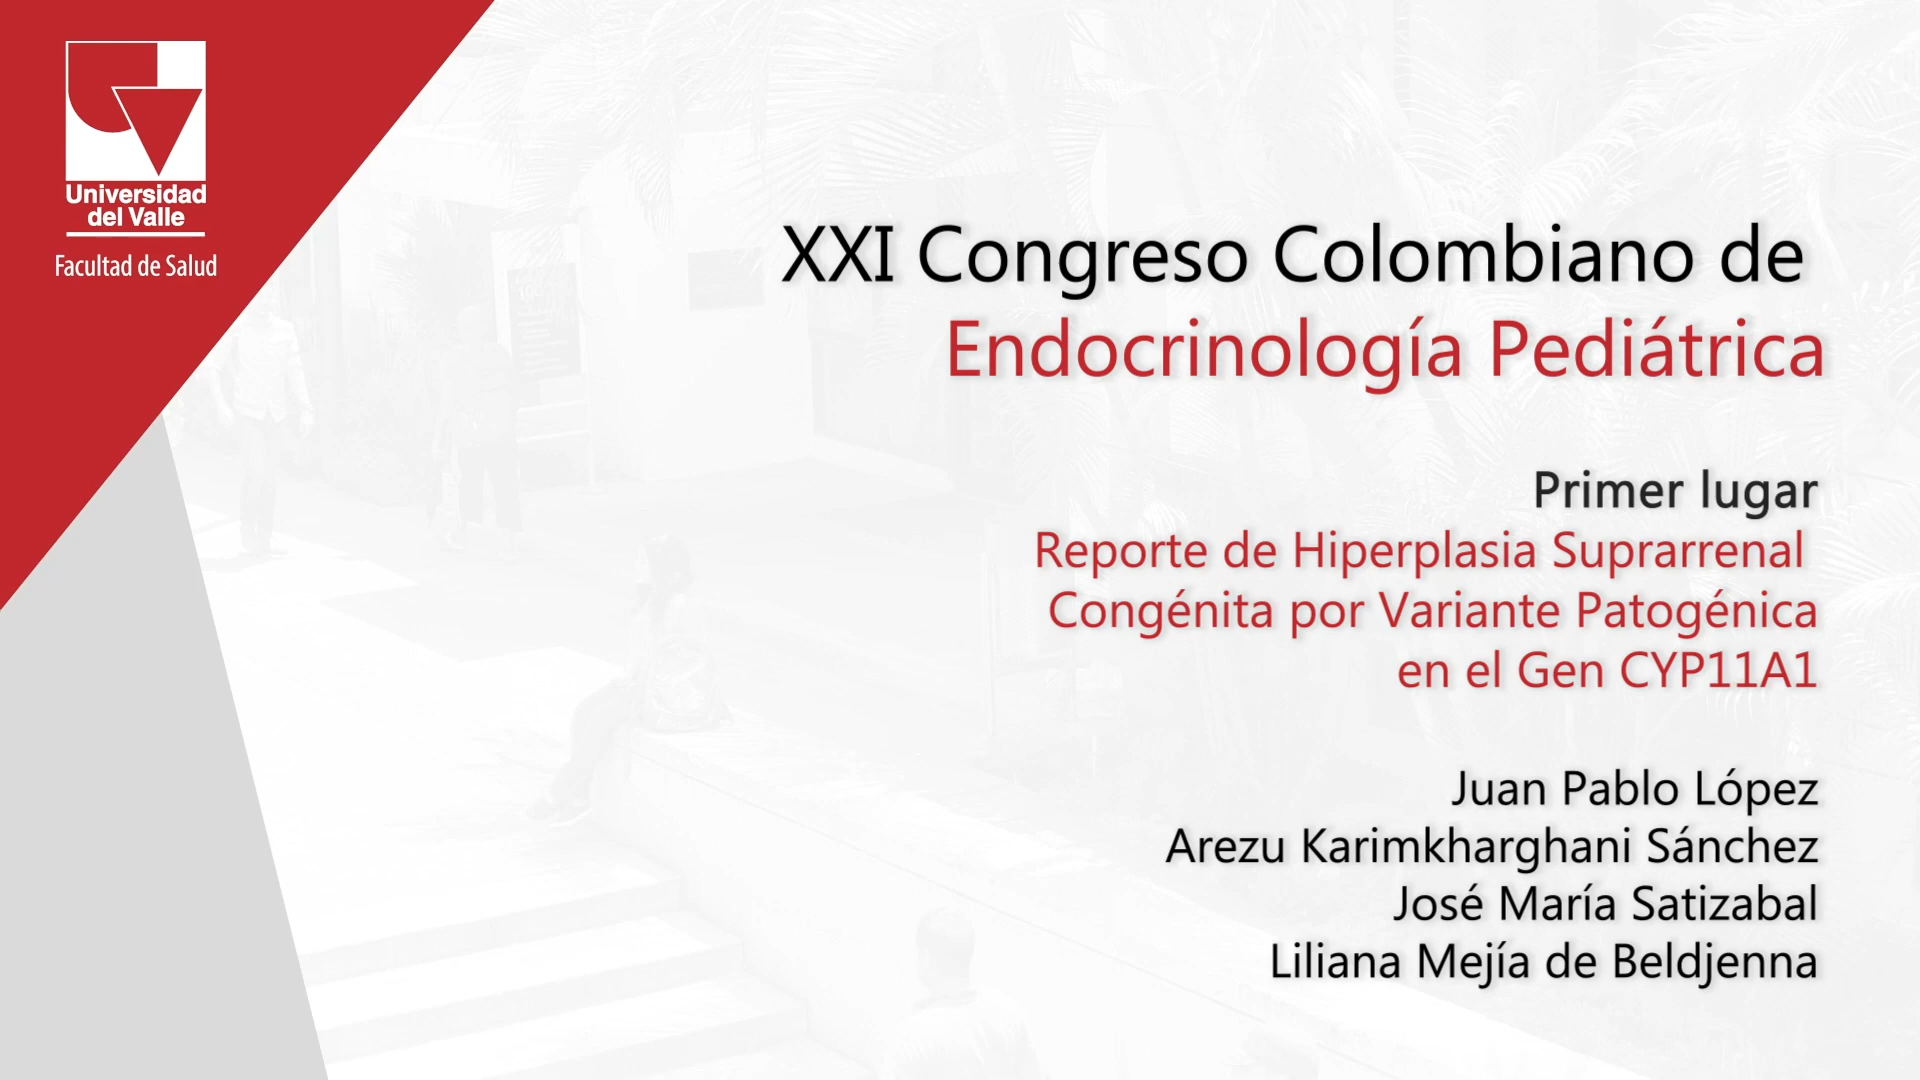 Universidad
del Valle
Facultad de Salud
XXI Congreso Colombiano de
Endocrinología Pediátrica
Primer lugar
Reporte de Hiperplasia Suprarrenal
Congénita por Variante Patogénica
en el Gen CYP11A1
Juan Pablo López
Arezu Karimkharghani Sánchez
José María Satizabal
Liliana Mejía de Beldjenna